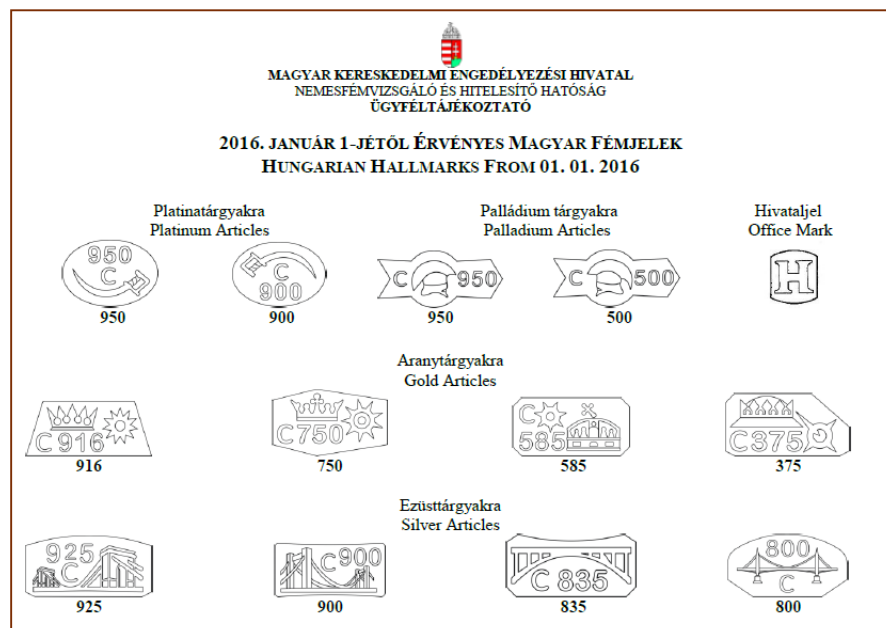 MAGYAR KERESKEDELMI ENGEDÉLYEZÉSI HIVATAL
NEMESFÉMVIZSGÁLÓ ÉS HITELESÍTŐ HATÓSÁG
ÜGYFÉLTÁJÉKOZTATÓ
2016. JANUÁR 1-JÉTŐL ÉRVÉNYES MAGYAR FÉMJELEK
HUNGARIAN HALLMARKS FROM 01. 01. 2016
Platinatárgyakra
Platinum Articles
950
C
950
C
900
900
Palládium tárgyakra
Palladium Articles
C 950
950
C 500
500
Hivataljel
Office Mark
H
Aranytárgyakra
Gold Articles
C 916
916
C 750
750
C
585
585
C 375
375
Ezüsttárgyakra
Silver Articles
925
C
925
C 900
900
C 835
835
800
C
800